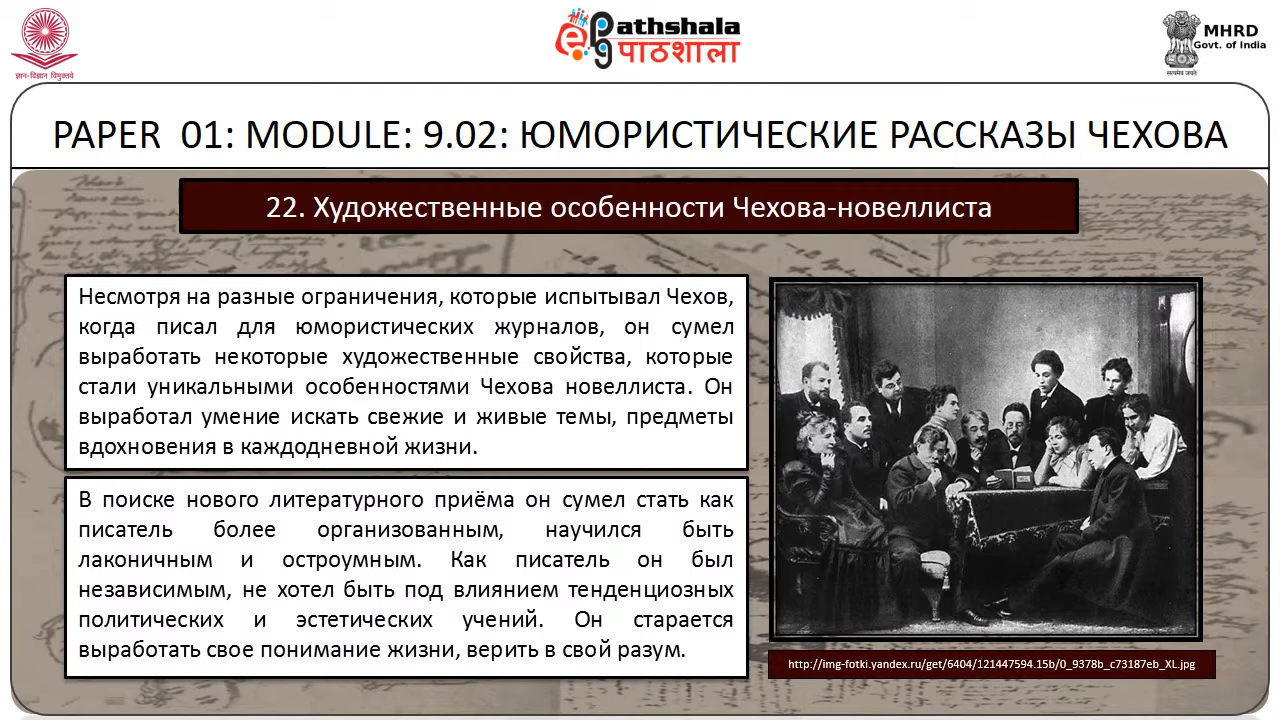 ज्ञान-विज्ञान विमुक्तये
ePathshala
पाठशाला
MHRD
Govt. of India
सत्यमेव जयते
PAPER 01: MODULE: 9.02: ЮМОРИСТИЧЕСКИЕ РАССКАЗЫ ЧЕХОВА
22. Художественные особенности Чехова-новеллиста
Несмотря на разные ограничения, которые испытывал Чехов,
когда писал для юмористических журналов, он сумел
выработать некоторые художественные свойства, которые
стали уникальными особенностями Чехова новеллиста. Он
выработал умение искать свежие и живые темы, предметы
вдохновения в каждодневной жизни.
В поиске нового литературного приёма он сумел стать как
писатель более организованным, научился быть
лаконичным и остроумным. Как писатель он был
независимым, не хотел быть под влиянием тенденциозных
политических и эстетических учений. Он старается
выработать свое понимание жизни, верить в свой разум.
http://img-fotki.yandex.ru/get/6404/121447594.15b/0_9378b_c73187eb_XL.jpg